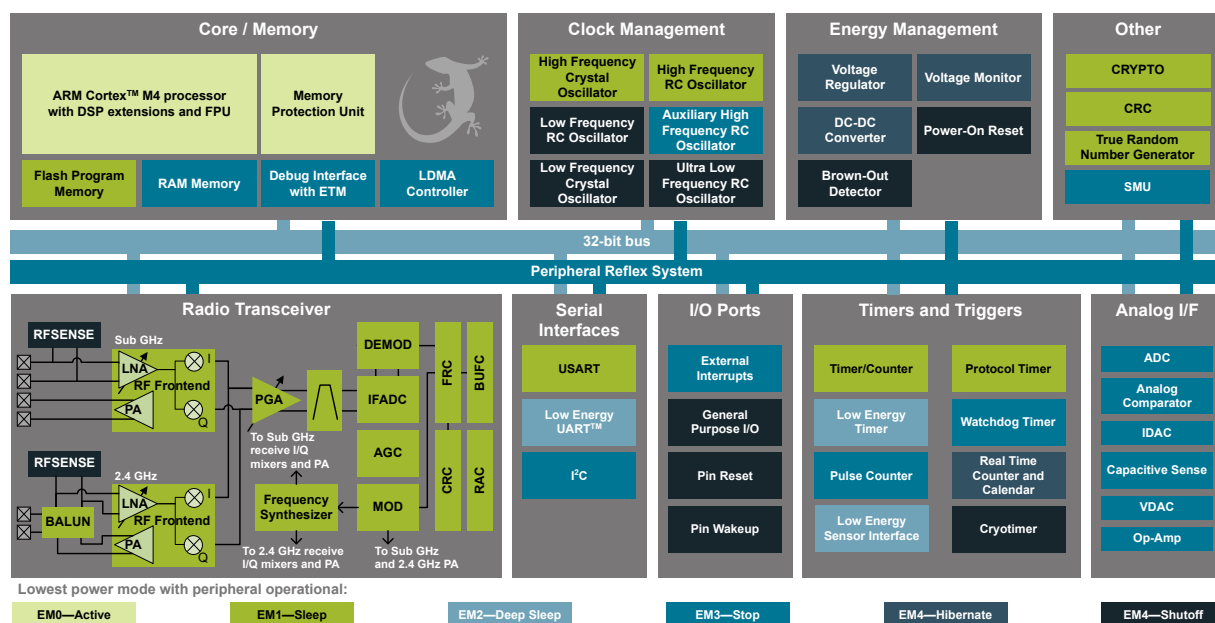 Core / Memory
ARM Cortex™ M4 processor
with DSP extensions and FPU
Memory
Protection Unit
Flash Program
Memory
RAM Memory
Debug Interface
with ETM
LDMA
Controller
Clock Management
High Frequency
Crystal
Oscillator
High Frequency
RC Oscillator
Low Frequency
RC Oscillator
Auxiliary High
Frequency RC
Oscillator
Low Frequency
Crystal
Oscillator
Ultra Low
Frequency RC
Oscillator
Energy Management
Voltage
Regulator
Voltage Monitor
DC-DC
Converter
Power-On Reset
Brown-Out
Detector
Other
CRYPTO
CRC
True Random
Number Generator
SMU
32-bit bus
Peripheral Reflex System
Radio Transceiver
RFSENSE
Sub GHz
LNA
I
RF Frontend
PA
Q
RFSENSE
2.4 GHz
LNA
I
BALUN
RF Frontend
PA
Q
PGA
DEMOD
IFADC
AGC
MOD
FRC
BUFC
CRC
RAC
To Sub GHz
receive I/Q
mixers and PA
Frequency
Synthesizer
To 2.4 GHz receive
I/Q mixers and PA
To Sub GHz
and 2.4 GHz PA
Serial
Interfaces
USART
Low Energy
UART™
I²C
I/O Ports
External
Interrupts
General
Purpose I/O
Pin Reset
Pin Wakeup
Timers and Triggers
Timer/Counter
Protocol Timer
Low Energy
Timer
Watchdog Timer
Pulse Counter
Real Time
Counter and
Calendar
Low Energy
Sensor Interface
Cryotimer
Analog I/F
ADC
Analog
Comparator
IDAC
Capacitive Sense
VDAC
Op-Amp
Lowest power mode with peripheral operational:
EM0—Active
EM1—Sleep
EM2—Deep Sleep
EM3—Stop
EM4—Hibernate
EM4—Shutoff